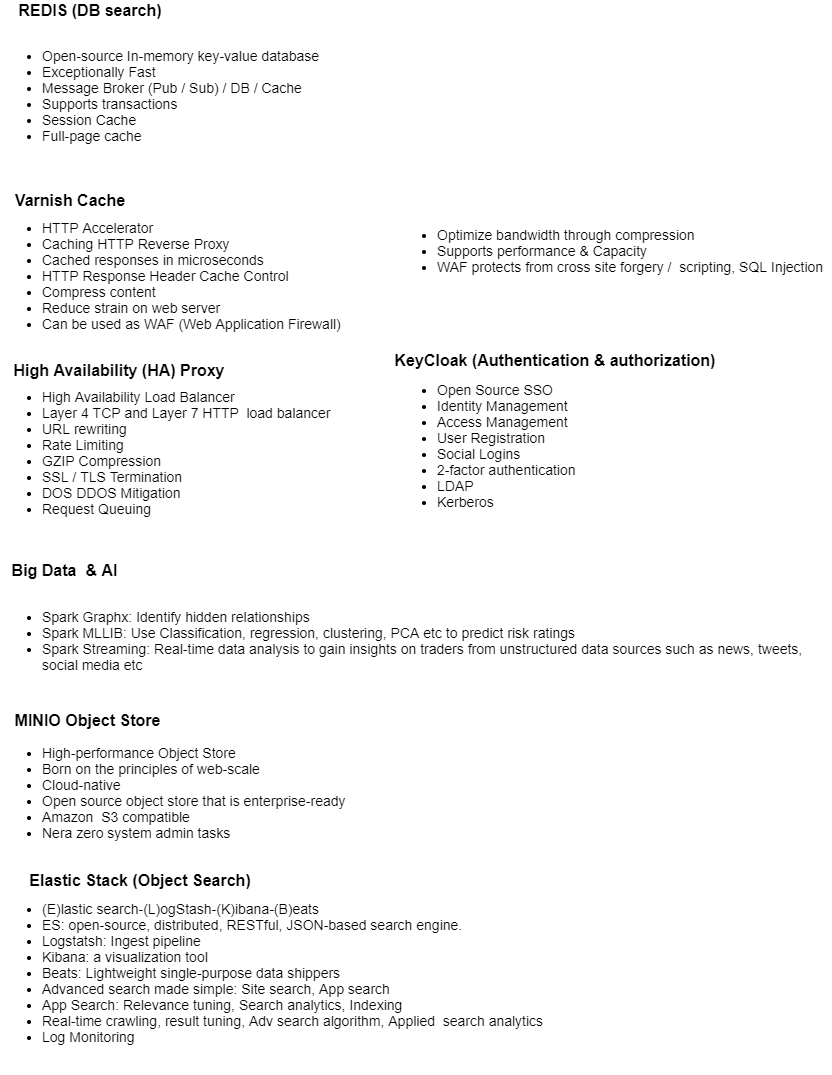 REDIS (DB search)
Open-source In-memory key-value database
Exceptionally Fast
Message Broker (Pub / Sub) / DB / Cache
Supports transactions
Session Cache
Full-page cache
Varnish Cache
HTTP Accelerator
Caching HTTP Reverse Proxy
Cached responses in microseconds
HTTP Response Header Cache Control
Compress content
Reduce strain on web server
Can be used as WAF (Web Application Firewall)
Optimize bandwidth through compression
Supports performance & Capacity
WAF protects from cross site forgery /  scripting, SQL Injection
High Availability (HA) Proxy
High Availability Load Balancer
Layer 4 TCP and Layer 7 HTTP  load balancer
URL rewriting
Rate Limiting
GZIP Compression
SSL / TLS Termination
DOS DDOS Mitigation
Request Queuing
KeyCloak (Authentication & authorization)
Open Source SSO
Identity Management
Access Management
User Registration
Social Logins
2-factor authentication
LDAP
Kerberos
Big Data  & AI
Spark Graphx: Identify hidden relationships
Spark MLLIB: Use Classification, regression, clustering, PCA etc to predict risk ratings
Spark Streaming: Real-time data analysis to gain insights on traders from unstructured data sources such as news, tweets,
social media etc
MINIO Object Store
High-performance Object Store
Born on the principles of web-scale
Cloud-native
Open source object store that is enterprise-ready
Amazon  S3 compatible
Nera zero system admin tasks
Elastic Stack (Object Search)
(E)lastic search-(L)ogStash-(K)ibana-(B)eats
ES: open-source, distributed, RESTful, JSON-based search engine.
Logstatsh: Ingest pipeline
Kibana: a visualization tool
Beats: Lightweight single-purpose data shippers
Advanced search made simple: Site search, App search
App Search: Relevance tuning, Search analytics, Indexing
Real-time crawling, result tuning, Adv search algorithm, Applied  search analytics
Log Monitoring